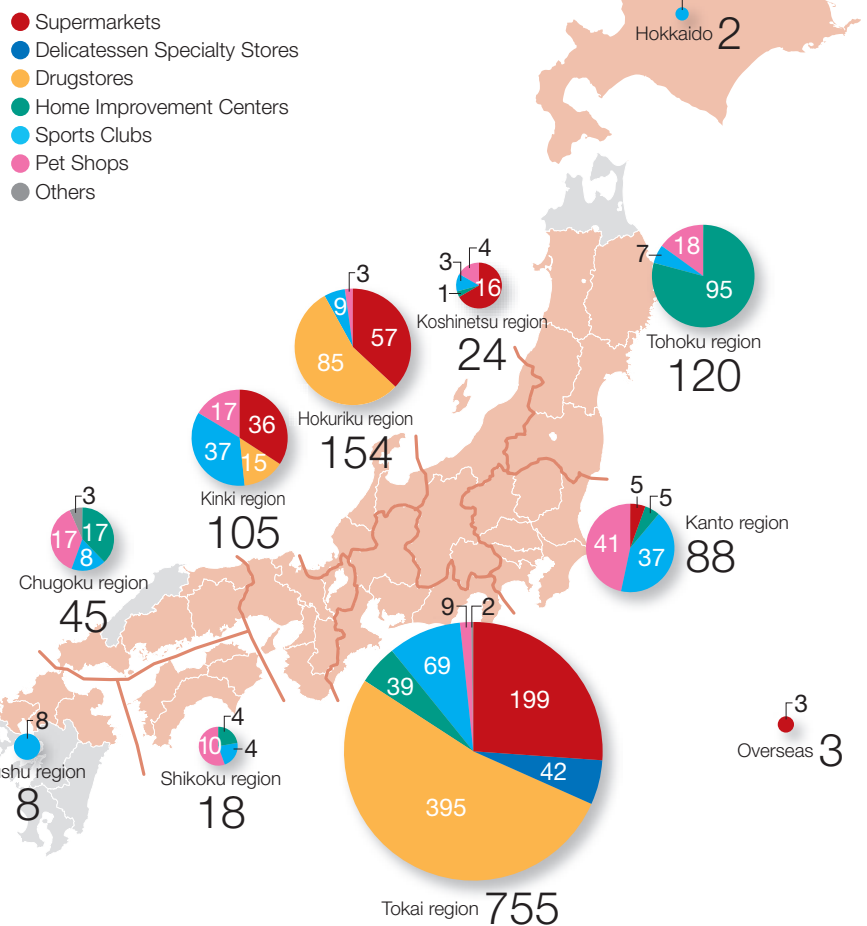 Supermarkets
Delicatessen Specialty Stores
Drugstores
Home Improvement Centers
Sports Clubs
Pet Shops
Others
Hokkaido 2
18
7
95
Tohoku region
120
4
3
16
1
Koshinetsu region
24
3
9
57
85
Hokuriku region
154
17
36
37
15
Kinki region
105
3
17
17
8
Chugoku region
45
5
5
41
37
Kanto region
88
9
2
69
39
199
42
395
Tokai region 755
8
ushu region
8
4
10
4
Shikoku region
18
3
Overseas 3